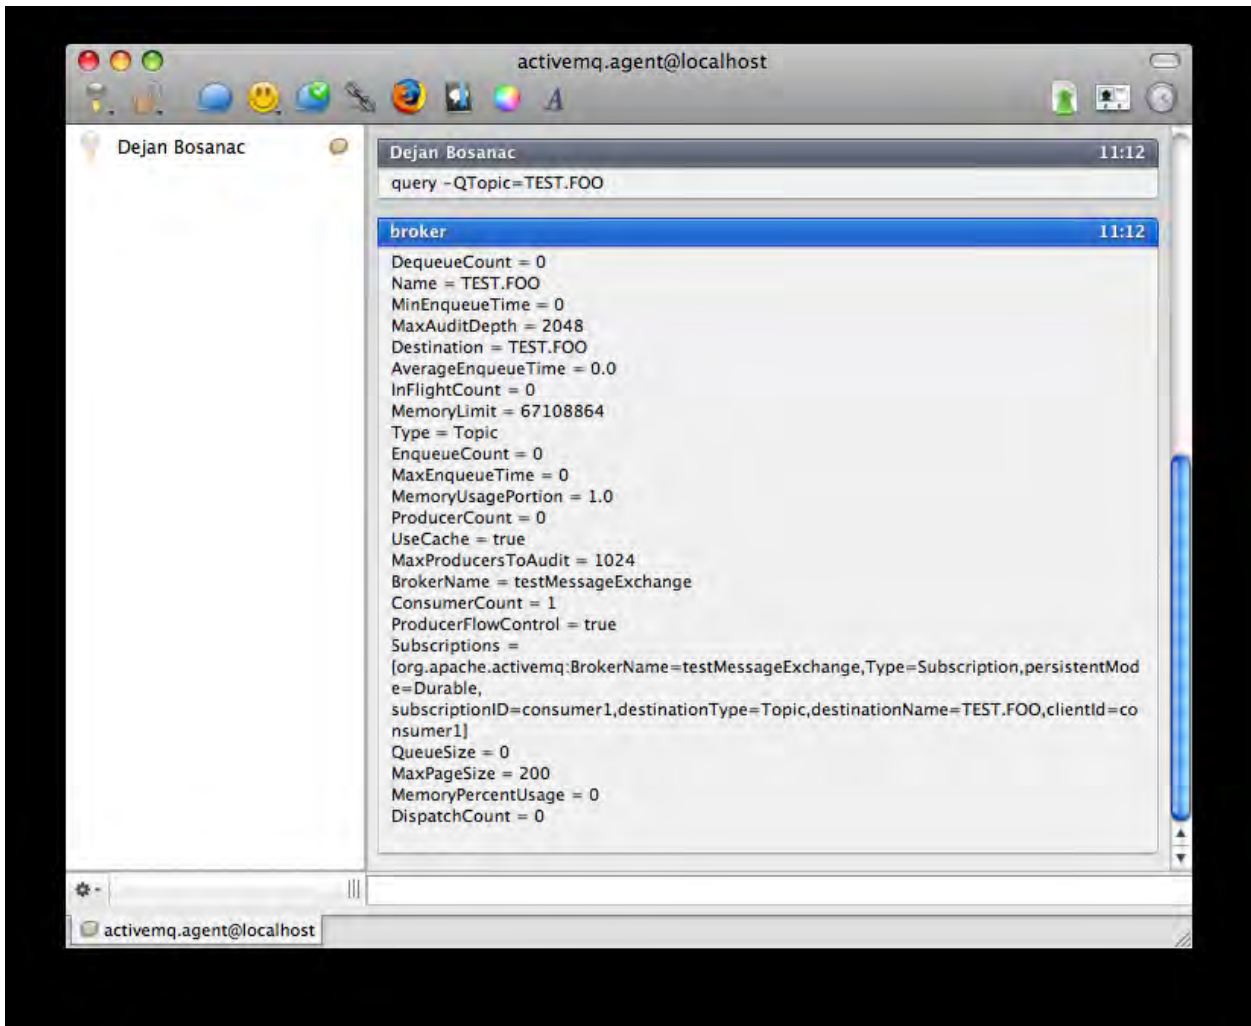 activemq.agent@localhost
A
Dejan Bosanac
Dejan Bosanac 11:12
query -QTopic=TEST.FOO
broker 11:12
DequeueCount = 0
Name = TEST.FOO
MinEnqueueTime = 0
MaxAuditDepth = 2048
Destination = TEST.FOO
AverageEnqueueTime = 0.0
InFlightCount = 0
MemoryLimit = 67108864
Type = Topic
EnqueueCount = 0
MaxEnqueueTime = 0
MemoryUsagePortion = 1.0
ProducerCount = 0
UseCache = true
MaxProducersToAudit = 1024
BrokerName = testMessageExchange
ConsumerCount = 1
ProducerFlowControl = true
Subscriptions =
[org.apache.activemq:BrokerName=testMessageExchange,Type=Subscription,persistentMod
e=Durable,
subscriptionID=consumer1,destinationType=Topic,destinationName=TEST.FOO,clientId=co
nsumer1]
QueueSize = 0
MaxPageSize = 200
MemoryPercentUsage = 0
DispatchCount = 0
activemq.agent@localhost